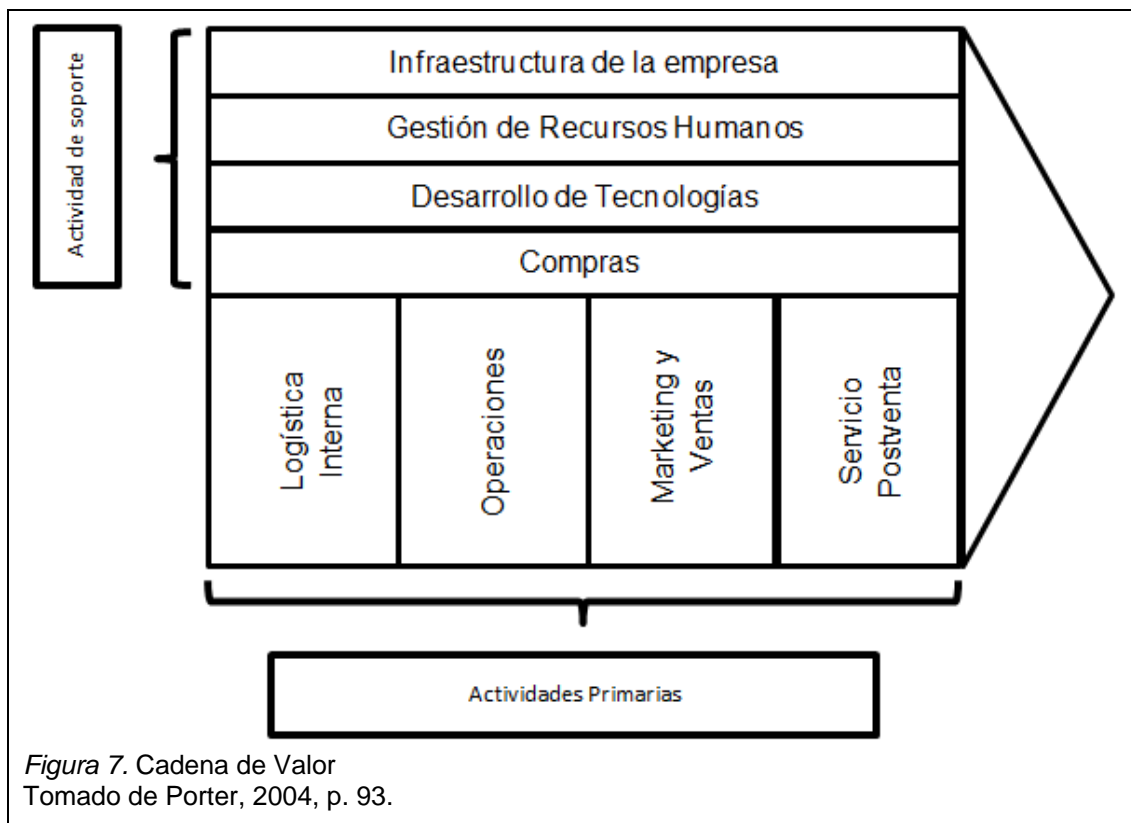 Actividad de soporte
Infraestructura de la empresa
Gestión de Recursos Humanos
Desarrollo de Tecnologías
Compras
Logística
Interna
Operaciones
Marketing y
Ventas
Servicio
Postventa
Actividades Primarias
Figura 7. Cadena de Valor
Tomado de Porter, 2004, p. 93.